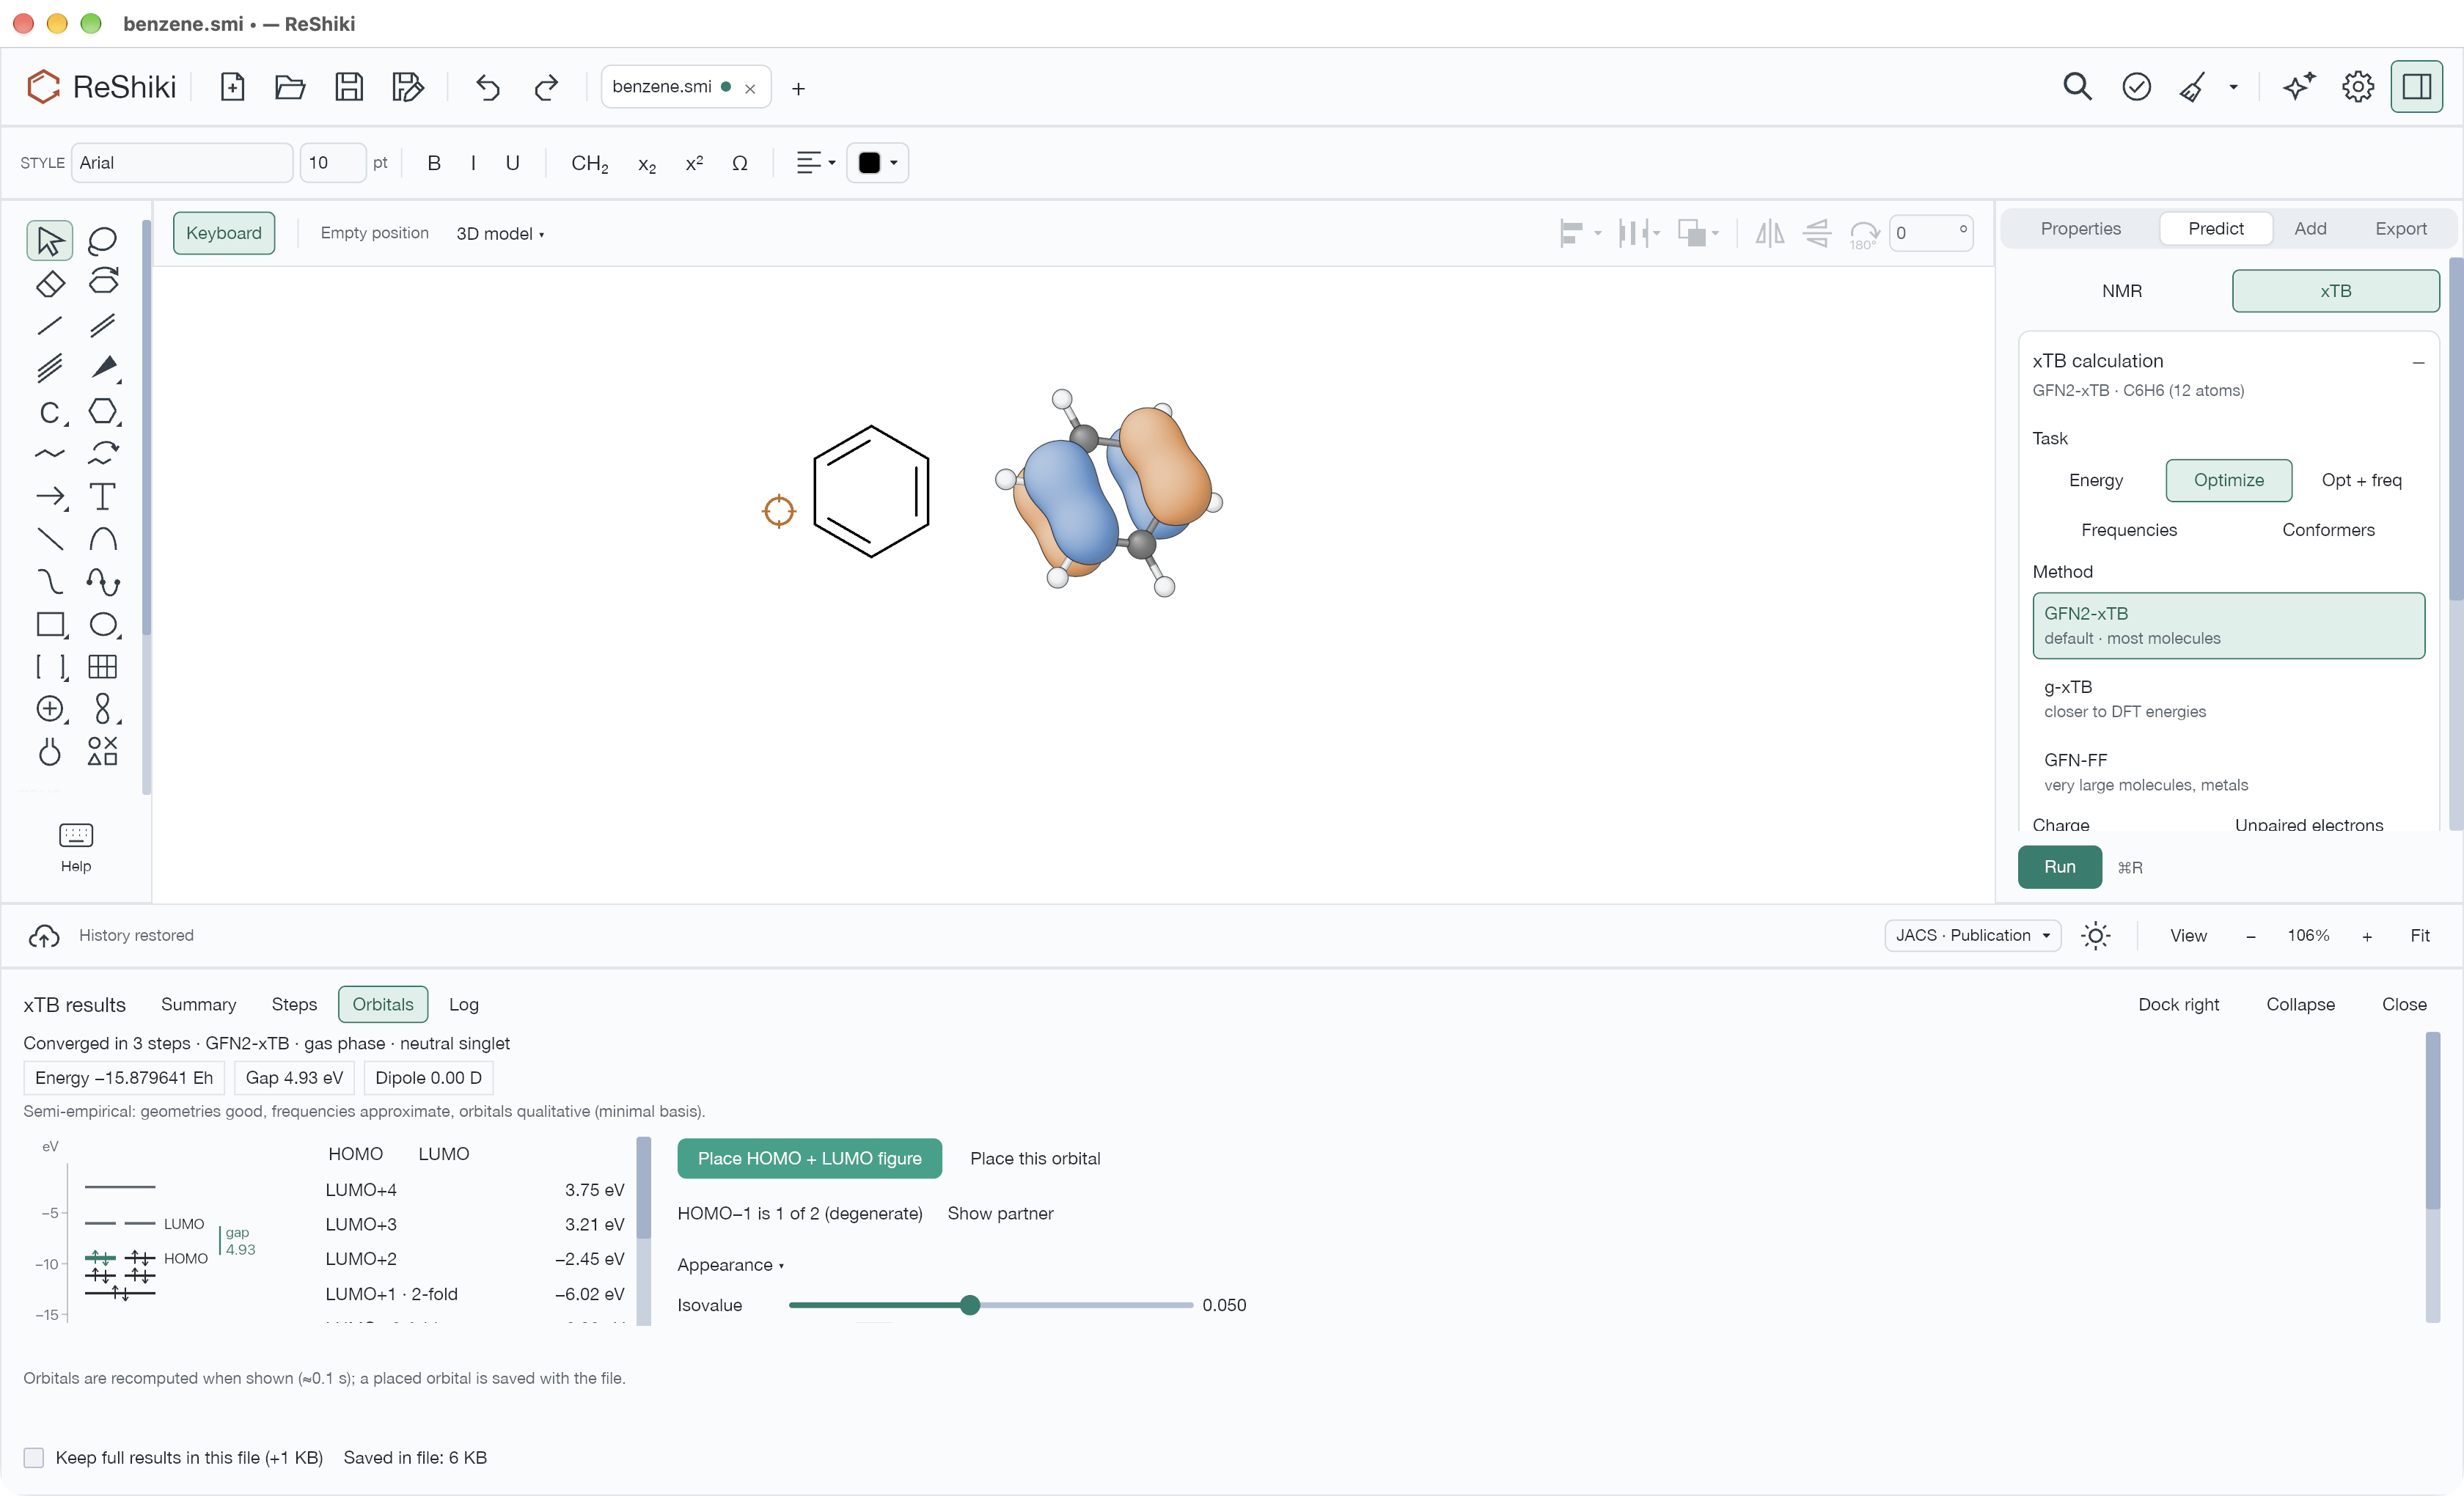 benzene.smi • — ReShiki
ReShiki
benzene.smi
STYLE Arial 10 pt B I U CH₂ x₂ x² Ω
Keyboard Empty position 3D model
180° 0 °
Properties Predict Add Export
NMR xTB
xTB calculation
GFN2-xTB · C6H6 (12 atoms)
Task
Energy Optimize Opt + freq
Frequencies Conformers
Method
GFN2-xTB
default · most molecules
g-xTB
closer to DFT energies
GFN-FF
very large molecules, metals
Charge Unpaired electrons
Run ⌘R
C
T
Help
History restored
JACS · Publication View – 106% + Fit
xTB results Summary Steps Orbitals Log Dock right Collapse Close
Converged in 3 steps · GFN2-xTB · gas phase · neutral singlet
Energy −15.879641 Eh Gap 4.93 eV Dipole 0.00 D
Semi-empirical: geometries good, frequencies approximate, orbitals qualitative (minimal basis).
eV
−5
−10
−15
LUMO
HOMO
gap
4.93
HOMO LUMO
LUMO+4 3.75 eV
LUMO+3 3.21 eV
LUMO+2 −2.45 eV
LUMO+1 · 2-fold −6.02 eV
Place HOMO + LUMO figure Place this orbital
HOMO−1 is 1 of 2 (degenerate) Show partner
Appearance
Isovalue 0.050
Orbitals are recomputed when shown (≈0.1 s); a placed orbital is saved with the file.
Keep full results in this file (+1 KB) Saved in file: 6 KB